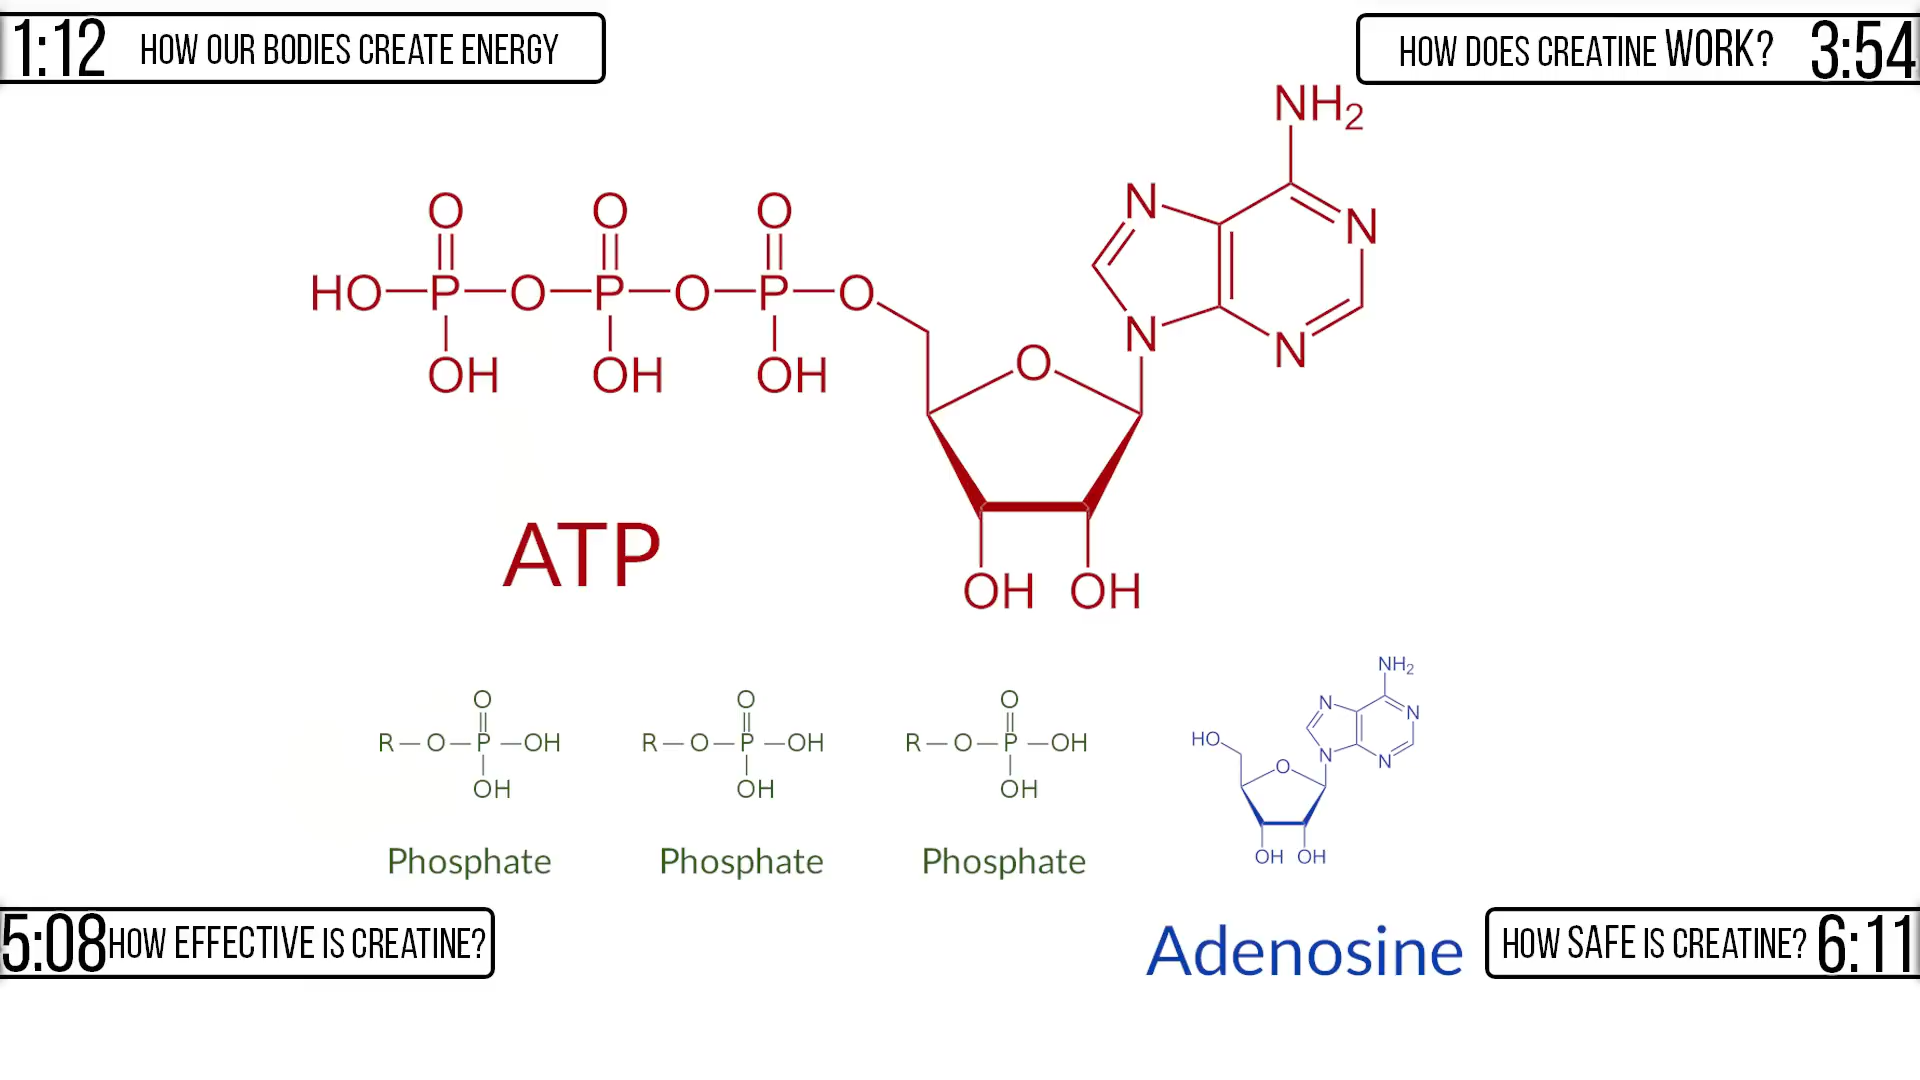 1:12 HOW OUR BODIES CREATE ENERGY
HOW DOES CREATINE WORK? 3:54
NH2
O O O
N N
HO P O P O P O
N N
OH OH OH
O
ATP
OH OH
NH2
O O O
N N
R O P OH R O P OH R O P OH
HO
N N
O
OH OH OH
OH OH
Phosphate Phosphate Phosphate
5:08 HOW EFFECTIVE IS CREATINE?
Adenosine
HOW SAFE IS CREATINE? 6:11